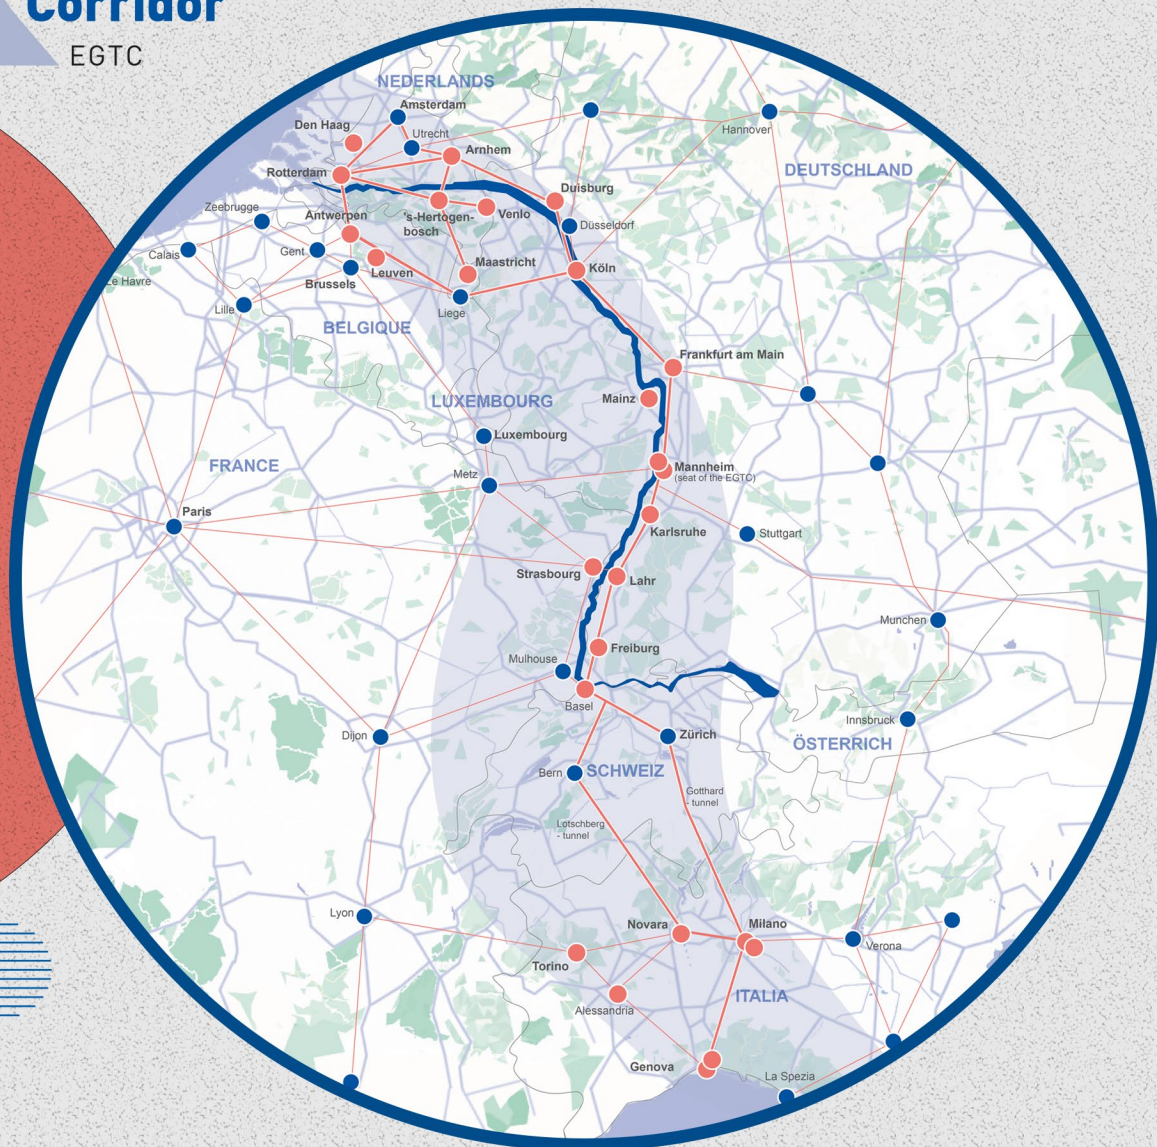 Corridor
EGTC
NEDERLANDS
Amsterdam
Den Haag
Utrecht
Hannover
Arnhem
Rotterdam
DEUTSCHLAND
Duisburg
Zeebrugge
Antwerpen
's-Hertogen-
bosch
Venlo
Düsseldorf
Calais
Gent
Leuven
Maastricht
Köln
Le Havre
Brussels
Lille
Liege
BELGIQUE
Frankfurt am Main
Mainz
LUXEMBOURG
Luxembourg
FRANCE
Metz
Mannheim
(seat of the EGTC)
Paris
Karlsruhe
Stuttgart
Strasbourg
Lahr
Munchen
Freiburg
Mulhouse
Basel
Innsbruck
Dijon
Zürich
ÖSTERRICH
Bern
SCHWEIZ
Gotthard
- tunnel
Lotschberg
- tunnel
Lyon
Novara
Milano
Verona
Torino
ITALIA
Alessandria
Genova
La Spezia